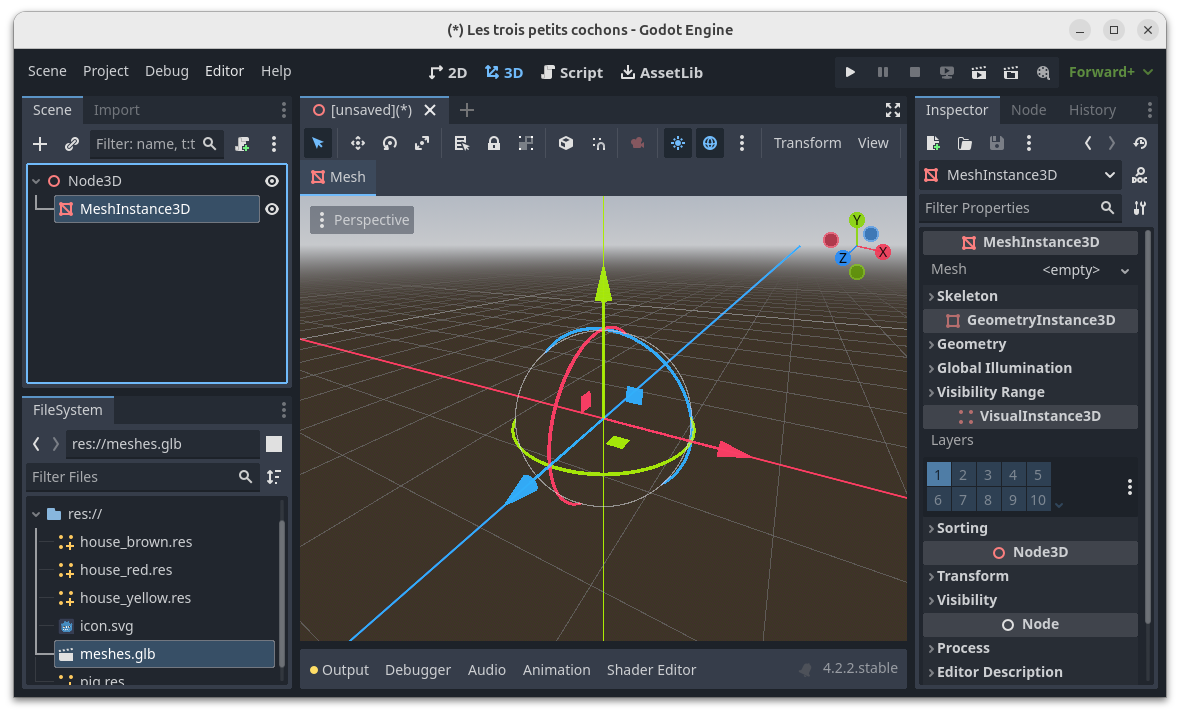 (*) Les trois petits cochons - Godot Engine
Scene Project Debug Editor Help
2D 3D Script AssetLib
Forward+
Scene Import
Filter: name, t:t
Node3D
MeshInstance3D
FileSystem
res://meshes.glb
Filter Files
res://
house_brown.res
house_red.res
house_yellow.res
icon.svg
meshes.glb
pig.res
[unsaved](*)
Transform View
Mesh
Perspective
Y
X
Z
Output Debugger Audio Animation Shader Editor
4.2.2.stable
Inspector Node History
MeshInstance3D
DOC
Filter Properties
MeshInstance3D
Mesh <empty>
Skeleton
GeometryInstance3D
Geometry
Global Illumination
Visibility Range
VisualInstance3D
Layers
1 2 3 4 5
6 7 8 9 10
Sorting
Node3D
Transform
Visibility
Node
Process
Editor Description